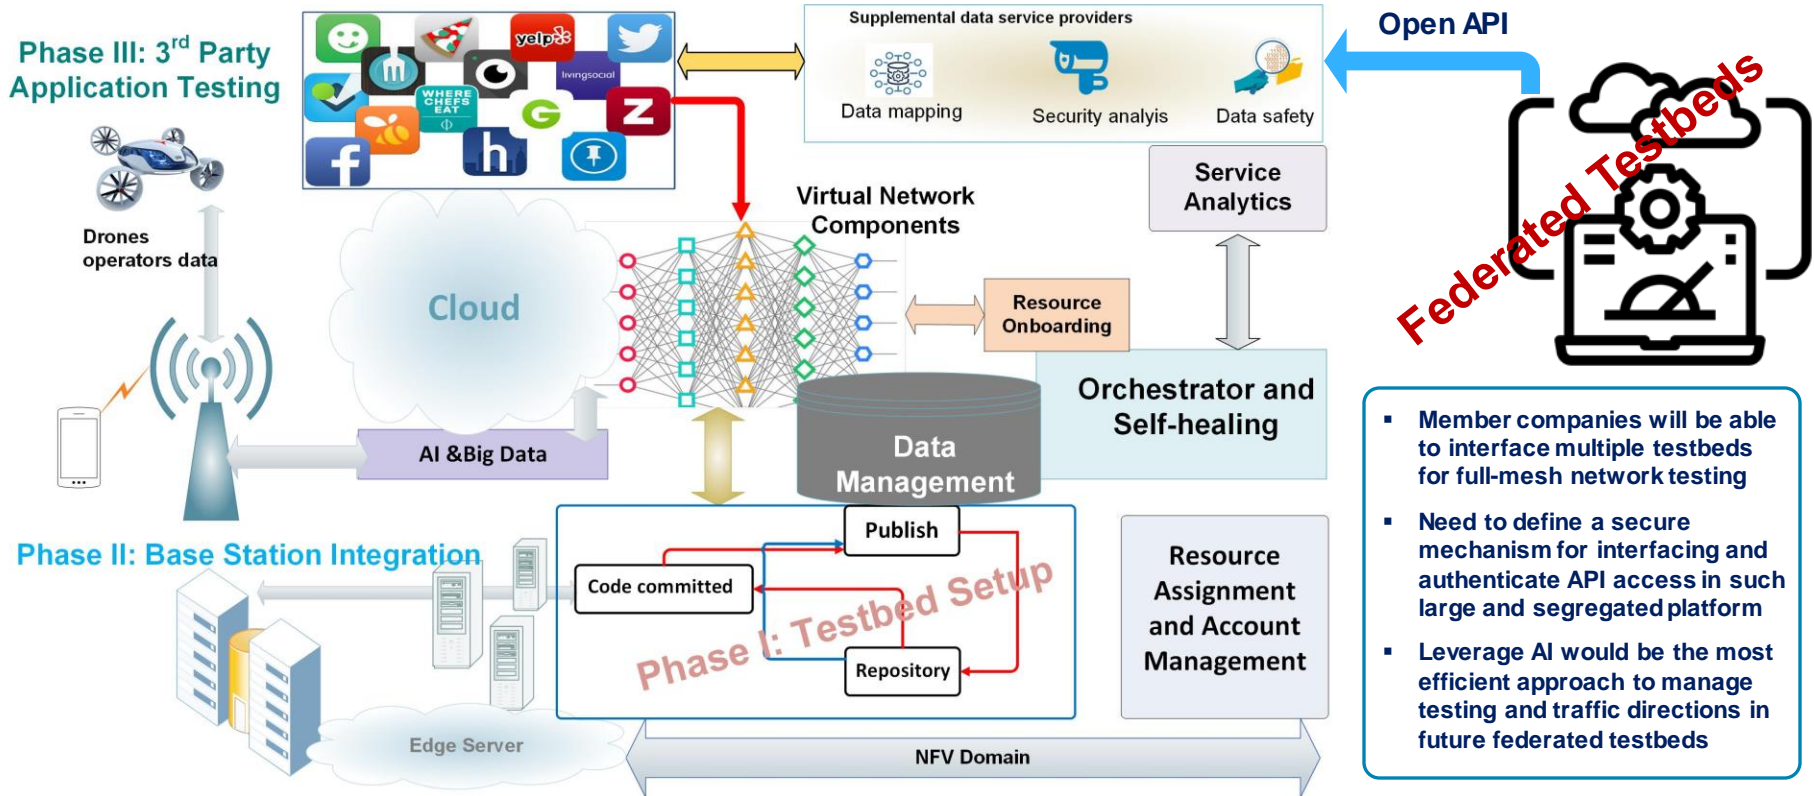 Phase III: 3rd Party
Application Testing
yelp
livingsocial
WHERE
CHEFS
EAT
G
Z
f
h
Supplemental data service providers
Data mapping
Security analyis
Data safety
Open API
Federated Testbeds
Drones
operators data
Cloud
Virtual Network
Components
Service
Analytics
Resource
Onboarding
Orchestrator and
Self-healing
AI &Big Data
Data
Management
Phase II: Base Station Integration
Publish
Code committed
Phase I: Testbed Setup
Repository
Resource
Assignment
and Account
Management
Edge Server
NFV Domain
▪ Member companies will be able
to interface multiple testbeds
for full-mesh network testing
▪ Need to define a secure
mechanism for interfacing and
authenticate API access in such
large and segregated platform
▪ Leverage AI would be the most
efficient approach to manage
testing and traffic directions in
future federated testbeds